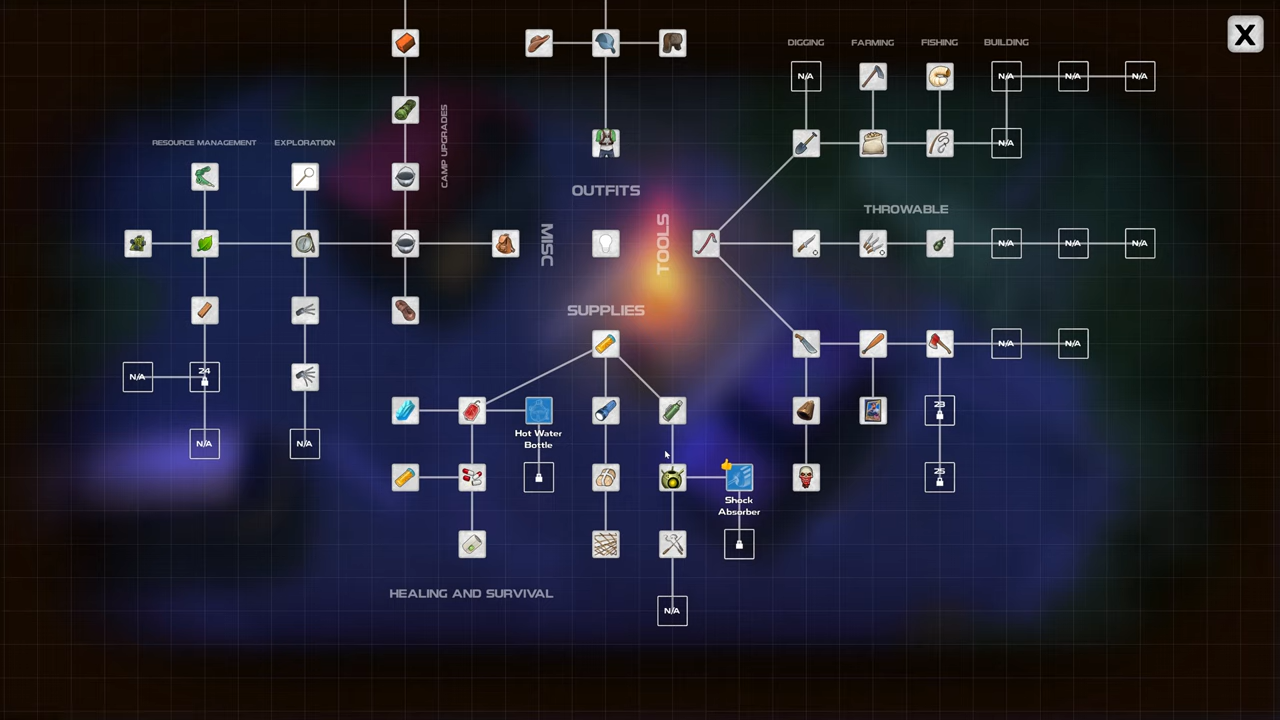 X
DIGGING FARMING FISHING BUILDING
N/A N/A N/A N/A
CAMP UPGRADES
RESOURCE MANAGEMENT EXPLORATION
N/A
OUTFITS
THROWABLE
MISC
TOOLS
N/A N/A N/A
SUPPLIES
N/A N/A
N/A 24
23
Hot Water
Bottle
N/A N/A
25
Shock
Absorber
HEALING AND SURVIVAL
N/A